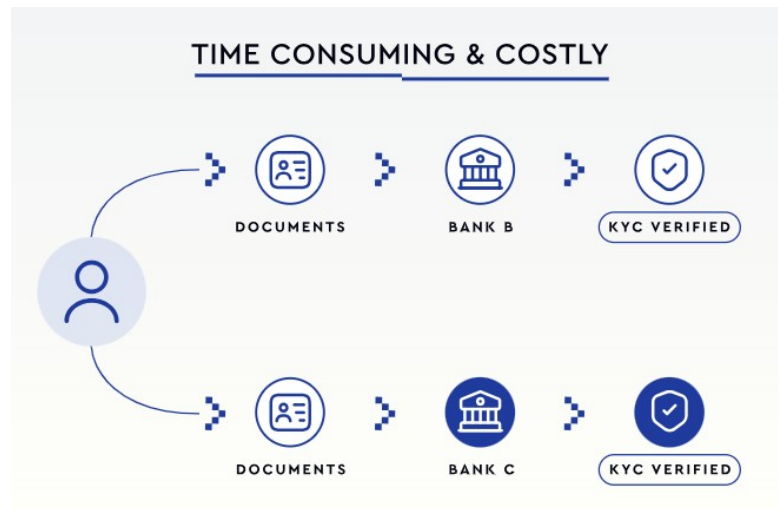 TIME CONSUMING & COSTLY
DOCUMENTS
BANK B
KYC VERIFIED
DOCUMENTS
BANK C
KYC VERIFIED